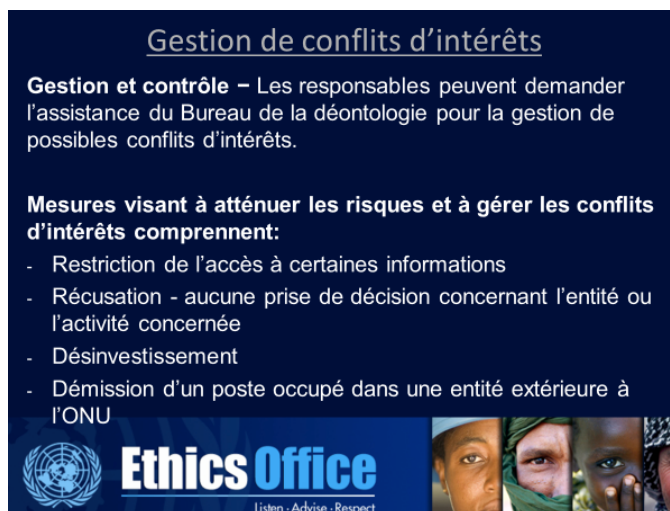 Gestion de conflits d'intérêts
Gestion et contrôle – Les responsables peuvent demander
l'assistance du Bureau de la déontologie pour la gestion de
possibles conflits d'intérêts.
Mesures visant à atténuer les risques et à gérer les conflits
d'intérêts comprennent:
- Restriction de l'accès à certaines informations
- Récusation - aucune prise de décision concernant l'entité ou
l'activité concernée
- Désinvestissement
- Démission d'un poste occupé dans une entité extérieure à
l'ONU
Ethics Office
Listen · Advise · Respect